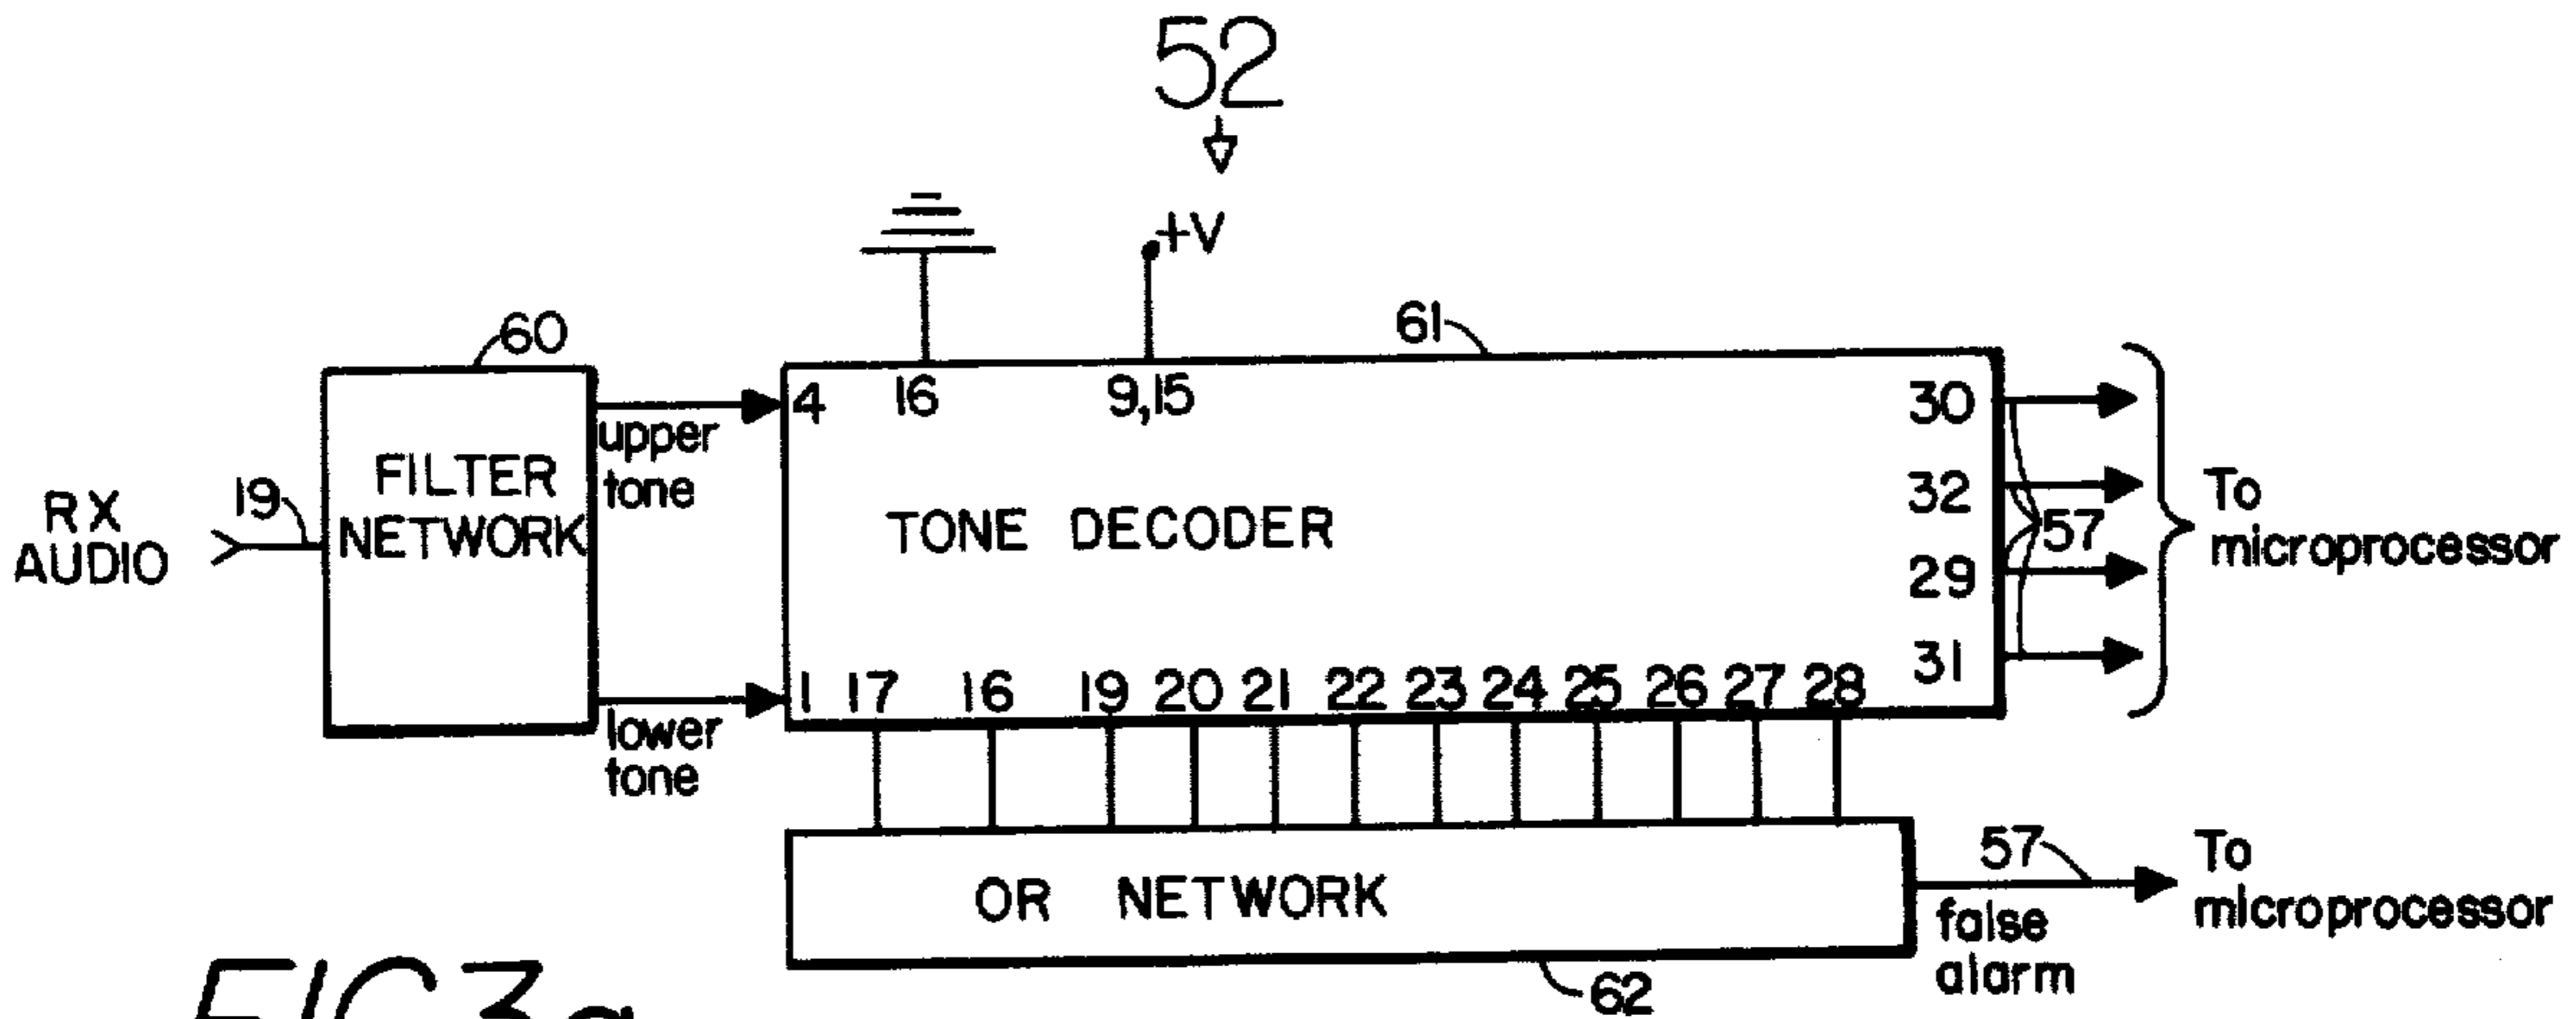 52
+V
60
61
4
16
9,15
30
upper
tone
FILTER
NETWORK
19
RX
AUDIO
TONE DECODER
32
57
To
microprocessor
29
31
1 17 16 19 20 21 22 23 24 25 26 27 28
lower
tone
OR NETWORK
57
To
microprocessor
false
alarm
62
FIG 3a